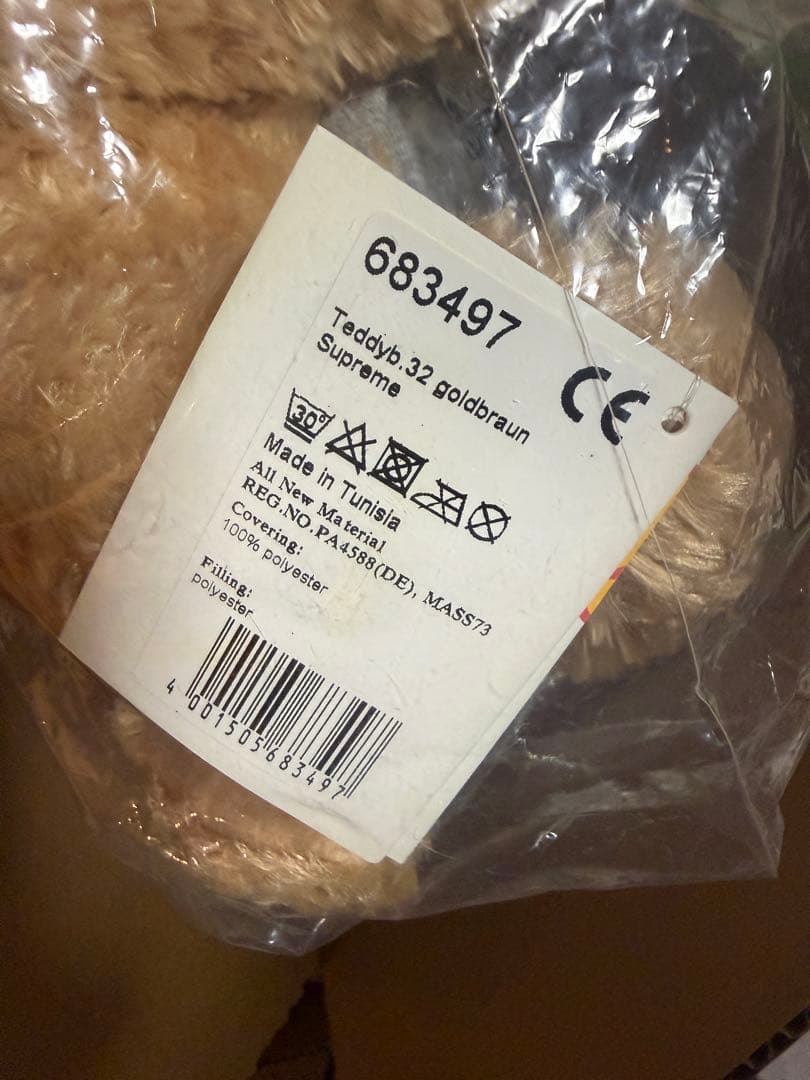 683497
Teddyb.32 goldbraun
Supreme
CE
30°
Made in Tunisia
All New Material
REG.NO.PA4588(DE), MASS73
Covering:
100% polyester
Filling:
polyester
4 001505 683497